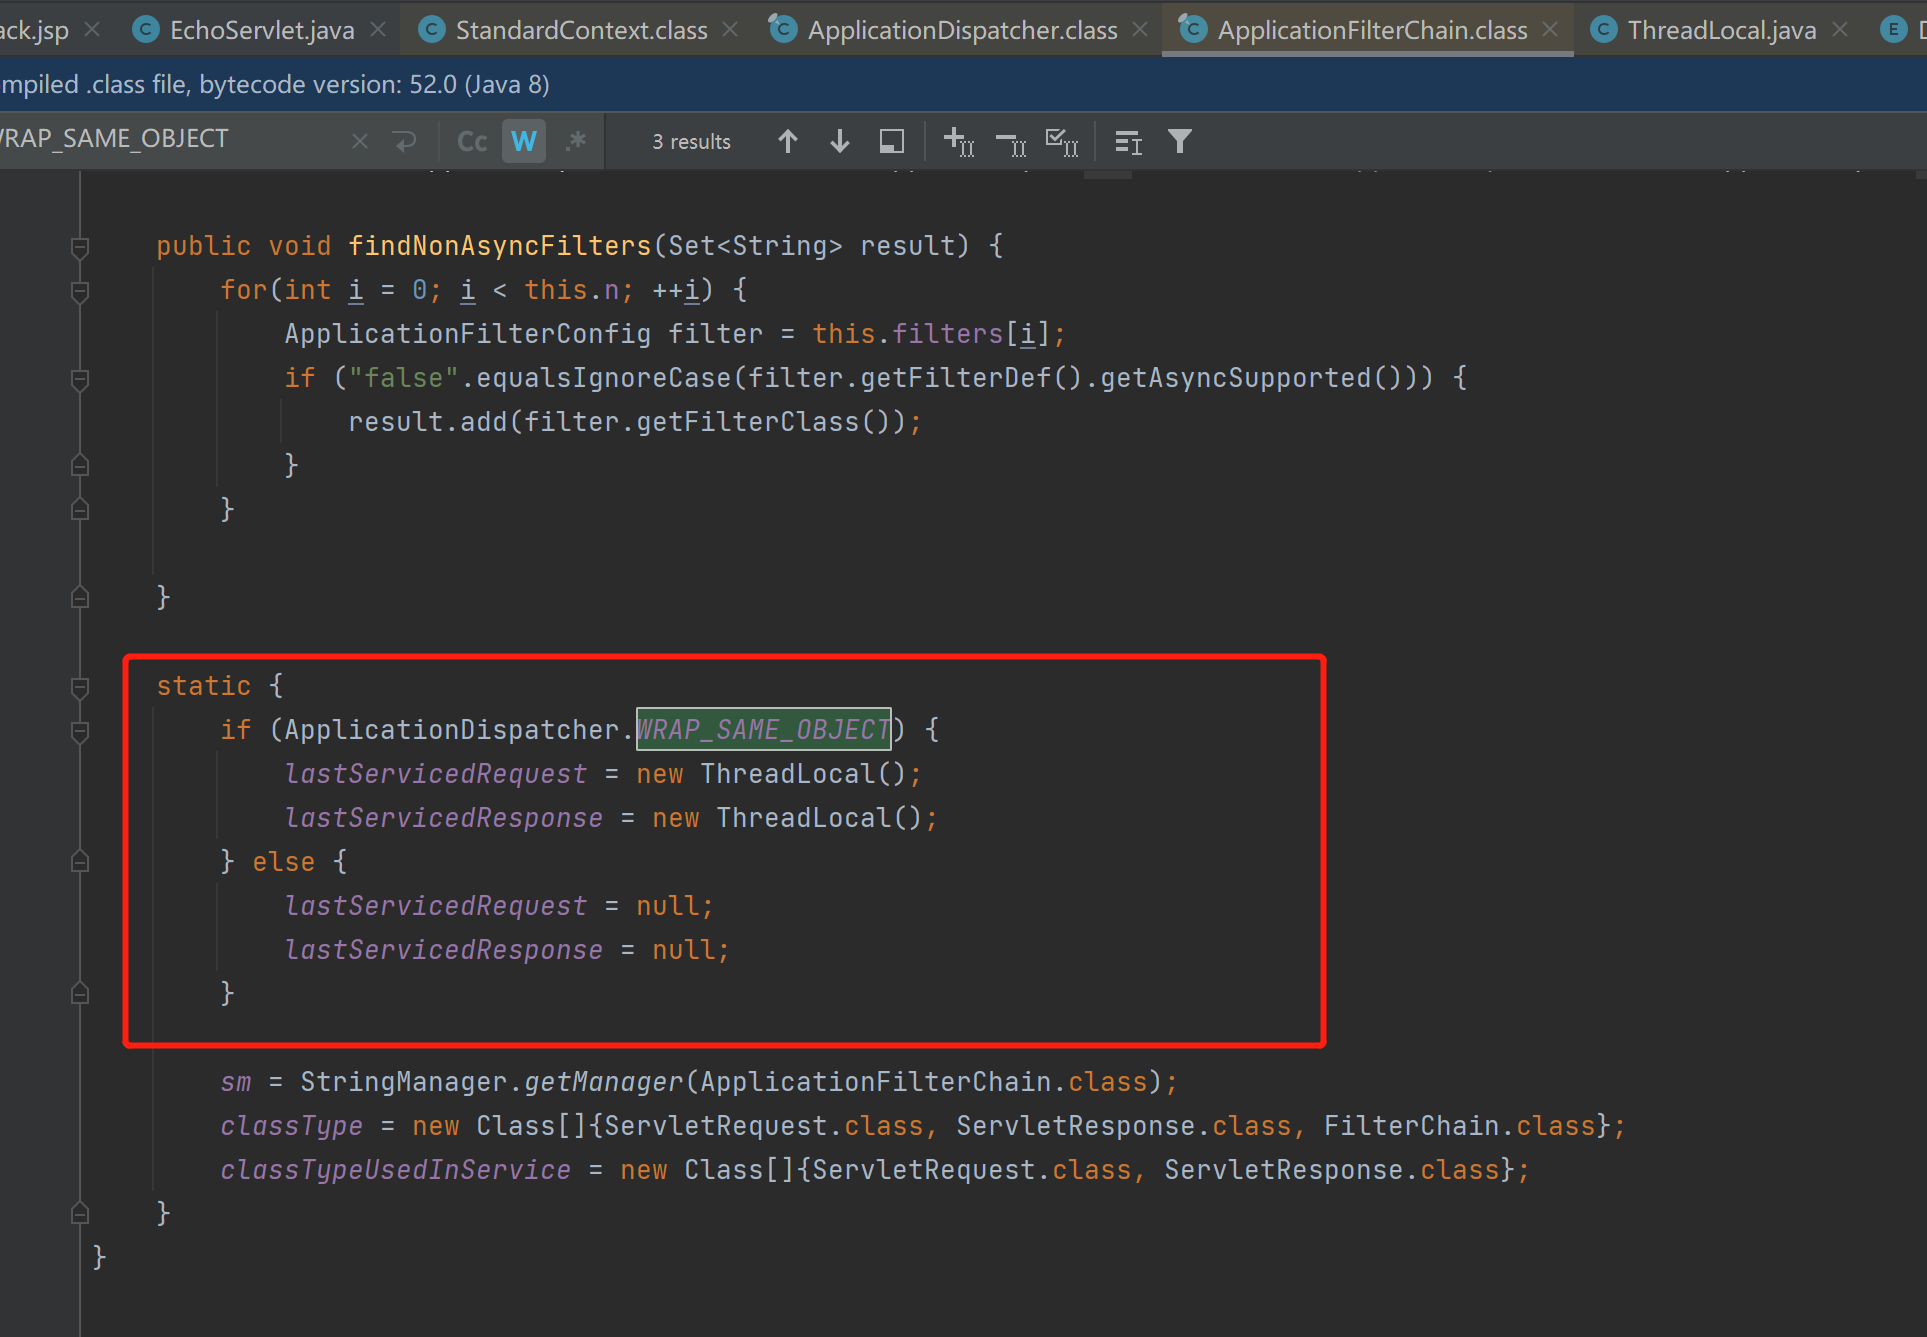 ack.jsp EchoServlet.java StandardContext.class ApplicationDispatcher.class ApplicationFilterChain.class ThreadLocal.java
mpiled .class file, bytecode version: 52.0 (Java 8)
WRAP_SAME_OBJECT Cc W .* 3 results
public void findNonAsyncFilters(Set<String> result) {
for(int i = 0; i < this.n; ++i) {
ApplicationFilterConfig filter = this.filters[i];
if ("false".equalsIgnoreCase(filter.getFilterDef().getAsyncSupported())) {
result.add(filter.getFilterClass());
}
}
}
static {
if (ApplicationDispatcher.WRAP_SAME_OBJECT) {
lastServicedRequest = new ThreadLocal();
lastServicedResponse = new ThreadLocal();
} else {
lastServicedRequest = null;
lastServicedResponse = null;
}
sm = StringManager.getManager(ApplicationFilterChain.class);
classType = new Class[]{ServletRequest.class, ServletResponse.class, FilterChain.class};
classTypeUsedInService = new Class[]{ServletRequest.class, ServletResponse.class};
}
}